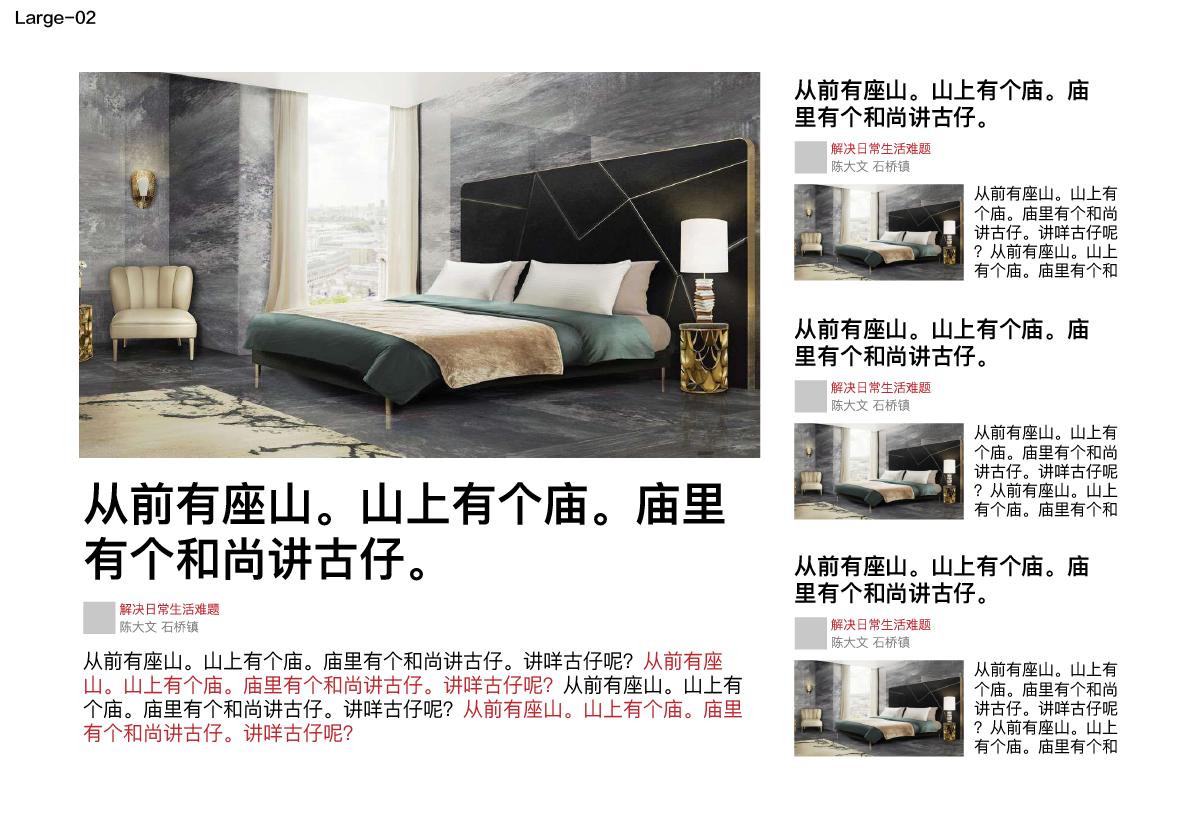 Large-02
从前有座山。山上有个庙。庙里
有个和尚讲古仔。
解决日常生活难题
陈大文 石桥镇
从前有座山。山上有个庙。庙里有个和尚讲古仔。讲咩古仔呢？从前有座
山。山上有个庙。庙里有个和尚讲古仔。讲咩古仔呢？从前有座山。山上有
个庙。庙里有个和尚讲古仔。讲咩古仔呢？从前有座山。山上有个庙。庙里
有个和尚讲古仔。讲咩古仔呢？
从前有座山。山上有个庙。庙
里有个和尚讲古仔。
解决日常生活难题
陈大文 石桥镇
从前有座山。山上有
个庙。庙里有个和尚
讲古仔。讲咩古仔呢
？从前有座山。山上
有个庙。庙里有个和
从前有座山。山上有个庙。庙
里有个和尚讲古仔。
解决日常生活难题
陈大文 石桥镇
从前有座山。山上有
个庙。庙里有个和尚
讲古仔。讲咩古仔呢
？从前有座山。山上
有个庙。庙里有个和
从前有座山。山上有个庙。庙
里有个和尚讲古仔。
解决日常生活难题
陈大文 石桥镇
从前有座山。山上有
个庙。庙里有个和尚
讲古仔。讲咩古仔呢
？从前有座山。山上
有个庙。庙里有个和